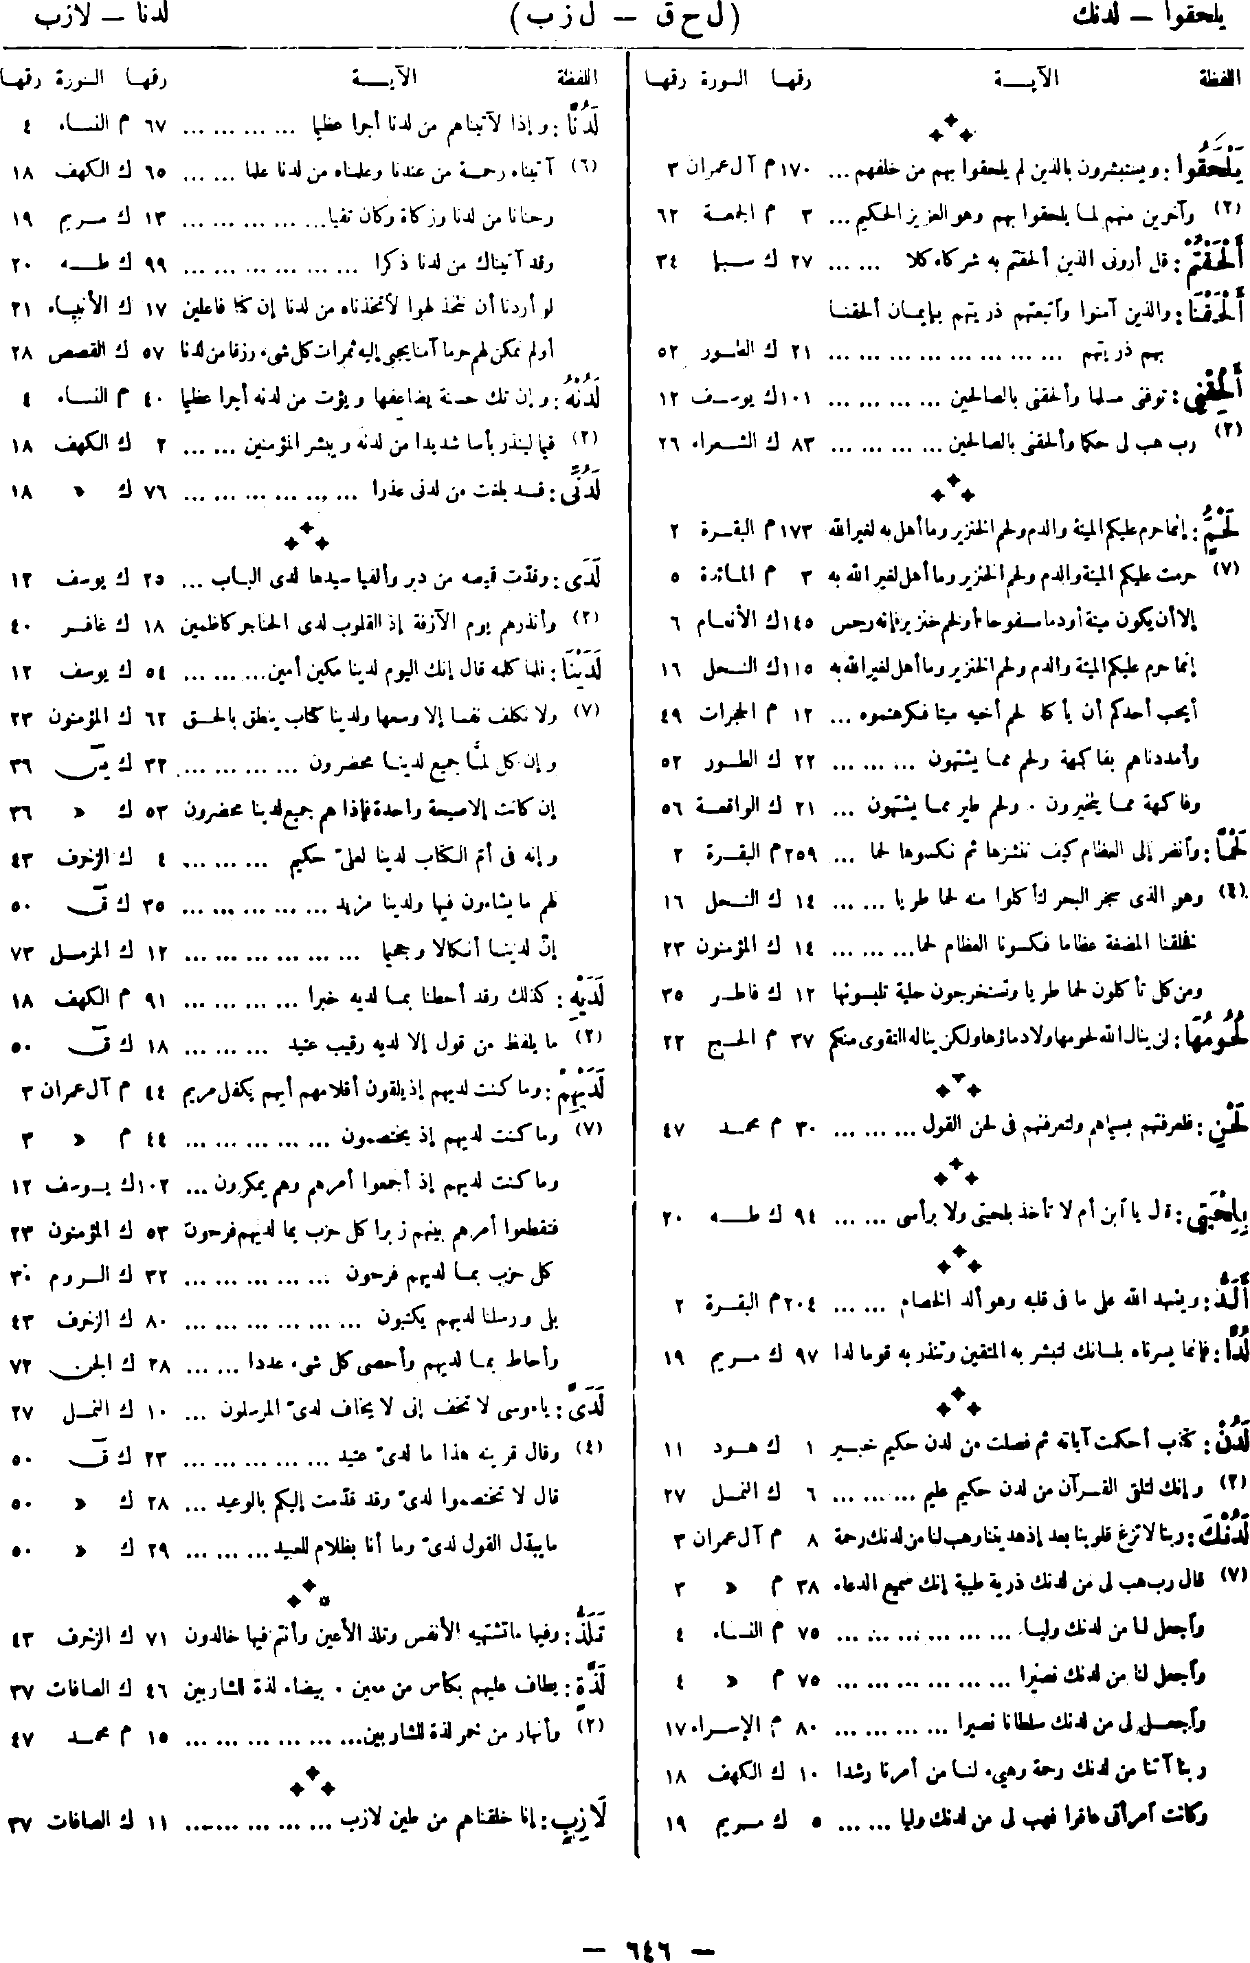 يلحقوا — لدنك (ل ح ق — ل ز ب) لدنا — لازب
اللفظة الآيــة رقمها السورة رقمها
يَلْحَقُوا : ويستبشرون بالذين لم يلحقوا بهم من خلفهم ... ١٧٠ م آل عمران ٣
(٢) وآخرين منهم لما يلحقوا بهم وهو العزيز الحكيم ... ٣ م الجمعة ٦٢
أَلْحَقْتُمْ : قل أروني الذين ألحقتم به شركاء كلا ... ... ٢٧ ك سبإ ٣٤
أَلْحَقْنَا : والذين آمنوا وآتبعتهم ذريتهم بإيمان ألحقنا
بهم ذريتهم ... ... ... ... ... ... ... ... ٢١ ك الطور ٥٢
أَلْحِقْنِي : توفنى مسلما وألحقنى بالصالحين ... ... ... ... ١٠١ ك يوسف ١٢
(٢) رب هب لى حكما وألحقنى بالصالحين ... ... ... ... ٨٣ ك الشعراء ٢٦
لَحْمُ : إنما حرم عليكم الميتة والدم ولحم الخنزير وما أهل به لغير الله ١٧٣ م البقرة ٢
(٧) حرمت عليكم الميتة والدم ولحم الخنزير وما أهل لغير الله به ٣ م المائدة ٥
إلا أن يكون ميتة أو دما مسفوحا أو لحم خنزير فإنه رجس ١٤٥ ك الأنعام ٦
إنما حرم عليكم الميتة والدم ولحم الخنزير وما أهل لغير الله به ١١٥ ك النحل ١٦
أيحب أحدكم أن يأكل لحم أخيه ميتا فكرهتموه ... ١٢ م الحجرات ٤٩
وأمددناهم بفاكهة ولحم مما يشتهون ... ... ... ٢٢ ك الطور ٥٢
وفاكهة مما يتخيرون . ولحم طير مما يشتهون ... ٢١ ك الواقعة ٥٦
لَحْمًا : وآنظر إلى العظام كيف ننشزها ثم نكسوها لحما ... ٢٥٩ م البقرة ٢
(٤) وهو الذى سخر البحر لتأكلوا منه لحما طريا ... ... ١٤ ك النحل ١٦
فخلقنا المضغة عظاما فكسونا العظام لحما ... ... ... ١٤ ك المؤمنون ٢٣
ومن كل تأكلون لحما طريا وتستخرجون حلية تلبسونها ١٢ ك فاطر ٣٥
لُحُومُهَا : لن ينال الله لحومها ولا دماؤها ولكن يناله التقوى منكم ٣٧ م الحج ٢٢
لَحْنِ : فلعرفتهم بسيماهم ولتعرفنهم فى لحن القول ... ... ... ٣٠ م محمد ٤٧
بِلِحْيَتِي : قال يا آبن أم لا تأخذ بلحيتى ولا برأسى ... ... ٩٤ ك طه ٢٠
أَلَدُّ : ويشهد الله على ما فى قلبه وهو ألد الخصام ... ... ٢٠٤ م البقرة ٢
لُدًّا : فإنما يسرناه بلسانك لتبشر به المتقين وتنذر به قوما لدا ٩٧ ك مريم ١٩
لَدُنْ : كتاب أحكمت آياته ثم فصلت من لدن حكيم خبير ١ ك هود ١١
(٢) وإنك لتلقى القرآن من لدن حكيم عليم ... ... ... ٦ ك النمل ٢٧
لَدُنْكَ : ربنا لا تزغ قلوبنا بعد إذ هديتنا وهب لنا من لدنك رحمة ٨ م آل عمران ٣
(٧) قال رب هب لى من لدنك ذرية طيبة إنك سميع الدعاء ٣٨ م » ٣
وآجعل لنا من لدنك وليا ... ... ... ... ... ... ٧٥ م النساء ٤
وآجعل لنا من لدنك نصيرا ... ... ... ... ... ... ٧٥ م » ٤
وآجعل لى من لدنك سلطانا نصيرا ... ... ... ... ٨٠ م الإسراء ١٧
ربنا آتنا من لدنك رحمة وهيئ لنا من أمرنا رشدا ١٠ ك الكهف ١٨
وكانت آمرأتى عاقرا فهب لى من لدنك وليا ... ... ٥ ك مريم ١٩
اللفظة الآيــة رقمها السورة رقمها
لَدُنَّا : وإذا لآتيناهم من لدنا أجرا عظيما ... ... ... ... ٦٧ م النساء ٤
(٦) آتيناه رحمة من عندنا وعلمناه من لدنا علما ... ... ٦٥ ك الكهف ١٨
وحنانا من لدنا وزكاة وكان تقيا ... ... ... ... ... ١٣ ك مريم ١٩
وقد آتيناك من لدنا ذكرا ... ... ... ... ... ... ٩٩ ك طه ٢٠
لو أردنا أن نتخذ لهوا لآتخذناه من لدنا إن كنا فاعلين ١٧ ك الأنبياء ٢١
أولم نمكن لهم حرما آمنا يجبى إليه ثمرات كل شىء رزقا من لدنا ٥٧ ك القصص ٢٨
لَدُنْهُ : وإن تك حسنة يضاعفها ويؤت من لدنه أجرا عظيما ٤٠ م النساء ٤
(٢) قيما لينذر بأسا شديدا من لدنه ويبشر المؤمنين ... ... ٢ ك الكهف ١٨
لَدُنِّي : قد بلغت من لدنى عذرا ... ... ... ... ... ... ٧٦ ك » ١٨
لَدَى : وقدّت قميصه من دبر وألفيا سيدها لدى الباب ... ٢٥ ك يوسف ١٢
(٢) وأنذرهم يوم الآزفة إذ القلوب لدى الحناجر كاظمين ١٨ ك غافر ٤٠
لَدَيْنَا : فلما كلمه قال إنك اليوم لدينا مكين أمين ... ... ... ٥٤ ك يوسف ١٢
(٧) ولا نكلف نفسا إلا وسعها ولدينا كتاب ينطق بالحق ٦٢ ك المؤمنون ٢٣
وإن كل لمّا جميع لدينا محضرون ... ... ... ... ٣٢ ك يس ٣٦
إن كانت إلا صيحة واحدة فإذا هم جميع لدينا محضرون ٥٣ ك » ٣٦
وإنه فى أمّ الكتاب لدينا لعلىّ حكيم ... ... ... ... ٤ ك الزخرف ٤٣
لهم ما يشاءون فيها ولدينا مزيد ... ... ... ... ... ٣٥ ك ق ٥٠
إنّ لدينا أنكالا وجحيما ... ... ... ... ... ... ١٢ ك المزمل ٧٣
لَدَيْهِ : كذلك وقد أحطنا بما لديه خبرا ... ... ... ... ٩١ م الكهف ١٨
(٢) ما يلفظ من قول إلا لديه رقيب عتيد ... ... ... ١٨ ك ق ٥٠
لَدَيْهِمْ : وما كنت لديهم إذ يلقون أقلامهم أيهم يكفل مريم ٤٤ م آل عمران ٣
(٧) وما كنت لديهم إذ يختصمون ... ... ... ... ... ٤٤ م » ٣
وما كنت لديهم إذ أجمعوا أمرهم وهم يمكرون ... ١٠٢ ك يوسف ١٢
فتقطعوا أمرهم بينهم زبرا كل حزب بما لديهم فرحون ٥٣ ك المؤمنون ٢٣
كل حزب بما لديهم فرحون ... ... ... ... ... ٣٢ ك الروم ٣٠
بلى ورسلنا لديهم يكتبون ... ... ... ... ... ... ٨٠ ك الزخرف ٤٣
وأحاط بما لديهم وأحصى كل شىء عددا ... ... ٢٨ ك الجن ٧٢
لَدَيَّ : ياموسى لا تخف إنى لا يخاف لدىّ المرسلون ... ١٠ ك النمل ٢٧
(٤) وقال قرينه هذا ما لدىّ عتيد ... ... ... ... ... ٢٣ ك ق ٥٠
قال لا تختصموا لدىّ وقد قدّمت إليكم بالوعيد ... ٢٨ ك » ٥٠
ما يبدّل القول لدىّ وما أنا بظلام للعبيد ... ... ... ٢٩ ك » ٥٠
تَلَذُّ : وفيها ما تشتهيه الأنفس وتلذ الأعين وأنتم فيها خالدون ٧١ ك الزخرف ٤٣
لَذَّةٍ : يطاف عليهم بكأس من معين . بيضاء لذة للشاربين ٤٦ ك الصافات ٣٧
(٢) وأنهار من خمر لذة للشاربين ... ... ... ... ... ... ١٥ م محمد ٤٧
لَازِبٍ : إنا خلقناهم من طين لازب ... ... ... ... ... ١١ ك الصافات ٣٧
— ٦٤٦ —